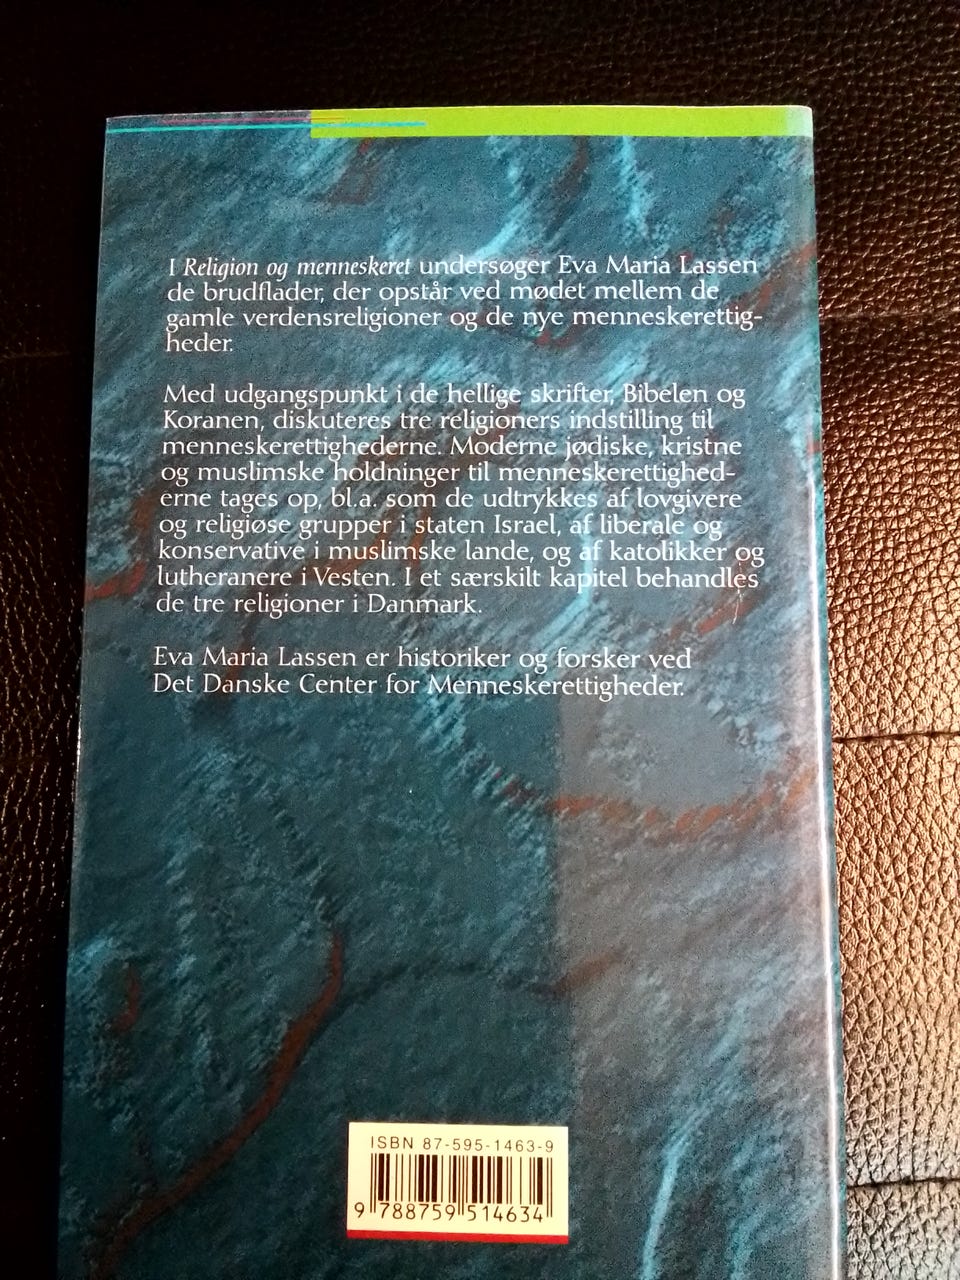 I Religion og menneskeret undersøger Eva Maria Lassen
de brudflader, der opstår ved mødet mellem de
gamle verdensreligioner og de nye menneskerettig-
heder.
Med udgangspunkt i de hellige skrifter, Bibelen og
Koranen, diskuteres tre religioners indstilling til
menneskerettighederne. Moderne jødiske, kristne
og muslimske holdninger til menneskerettighed-
erne tages op, bl.a. som de udtrykkes af lovgivere
og religiøse grupper i staten Israel, af liberale og
konservative i muslimske lande, og af katolikker og
lutheranere i Vesten. I et særskilt kapitel behandles
de tre religioner i Danmark.
Eva Maria Lassen er historiker og forsker ved
Det Danske Center for Menneskerettigheder.
ISBN 87-595-1463-9
9 788759 514634